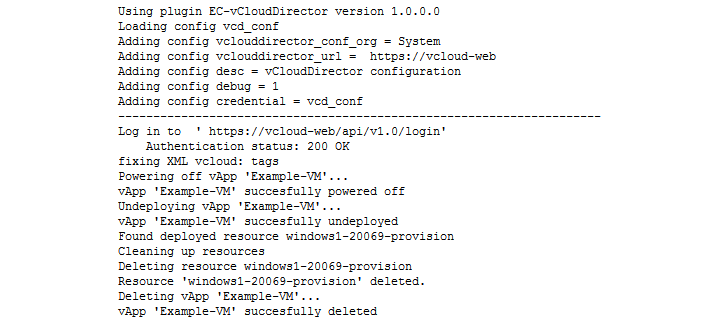 Using plugin EC-vCloudDirector version 1.0.0.0
Loading config vcd_conf
Adding config vclouddirector_conf_org = System
Adding config vclouddirector_url =  https://vcloud-web
Adding config desc = vCloudDirector configuration
Adding config debug = 1
Adding config credential = vcd_conf
---------------------------------------------------------------------
Log in to  ' https://vcloud-web/api/v1.0/login'
    Authentication status: 200 OK
fixing XML vcloud: tags
Powering off vApp 'Example-VM'...
vApp 'Example-VM' succesfully powered off
Undeploying vApp 'Example-VM'...
vApp 'Example-VM' succesfully undeployed
Found deployed resource windows1-20069-provision
Cleaning up resources
Deleting resource windows1-20069-provision
Resource 'windows1-20069-provision' deleted.
Deleting vApp 'Example-VM'...
vApp 'Example-VM' succesfully deleted